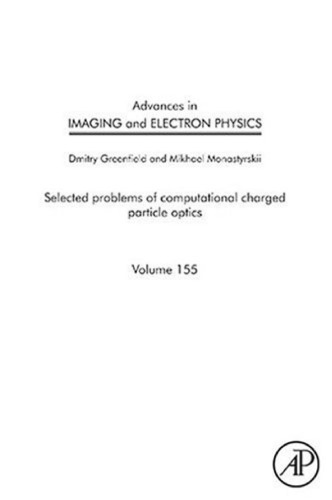 Advances in
IMAGING and ELECTRON PHYSICS
Dmitry Greenfield and Mikhael Monastyrskii
Selected problems of computational charged
particle optics
Volume 155
AP